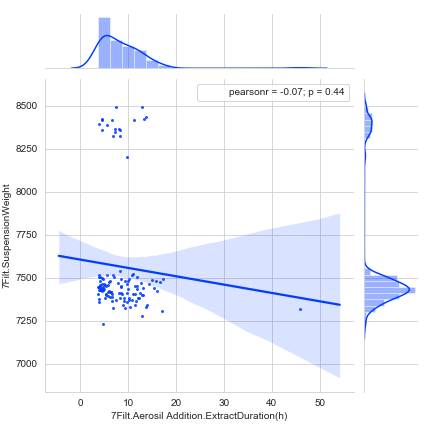 pearsonr = -0.07; p = 0.44
8500
8250
8000
7750
7500
7250
7000
7Filt.SuspensionWeight
0 10 20 30 40 50
7Filt.Aerosil Addition.ExtractDuration(h)